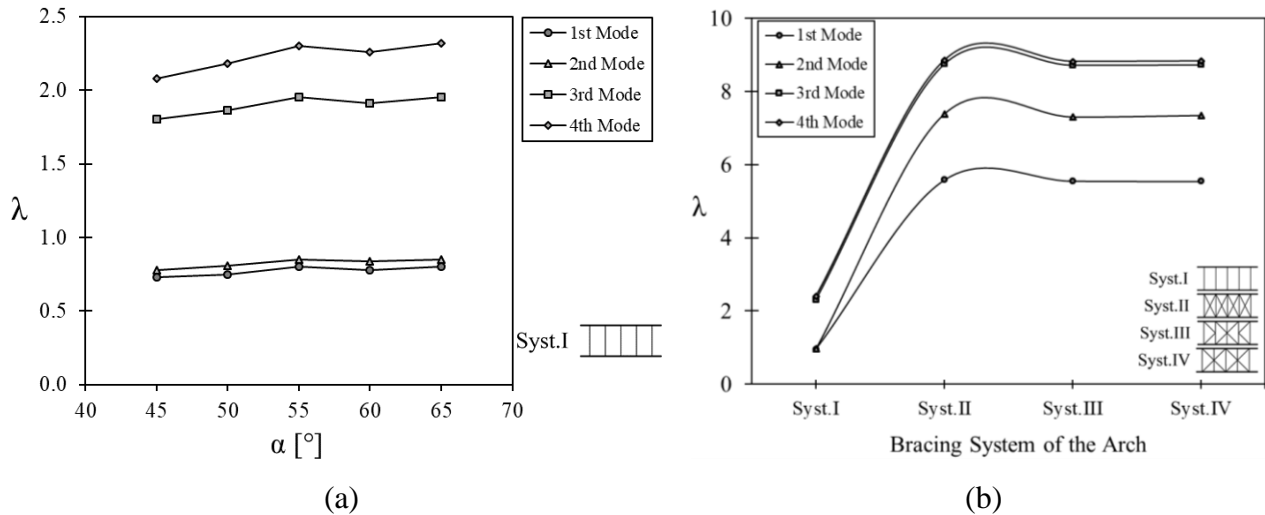 2.5
2.0
1.5
1.0
0.5
0.0
λ
40 45 50 55 60 65 70
α [°]
1st Mode
2nd Mode
3rd Mode
4th Mode
Syst.I
(a)
10
8
6
4
2
0
λ
1st Mode
2nd Mode
3rd Mode
4th Mode
Syst.I
Syst.II
Syst.III
Syst.IV
Syst.I Syst.II Syst.III Syst.IV
Bracing System of the Arch
(b)